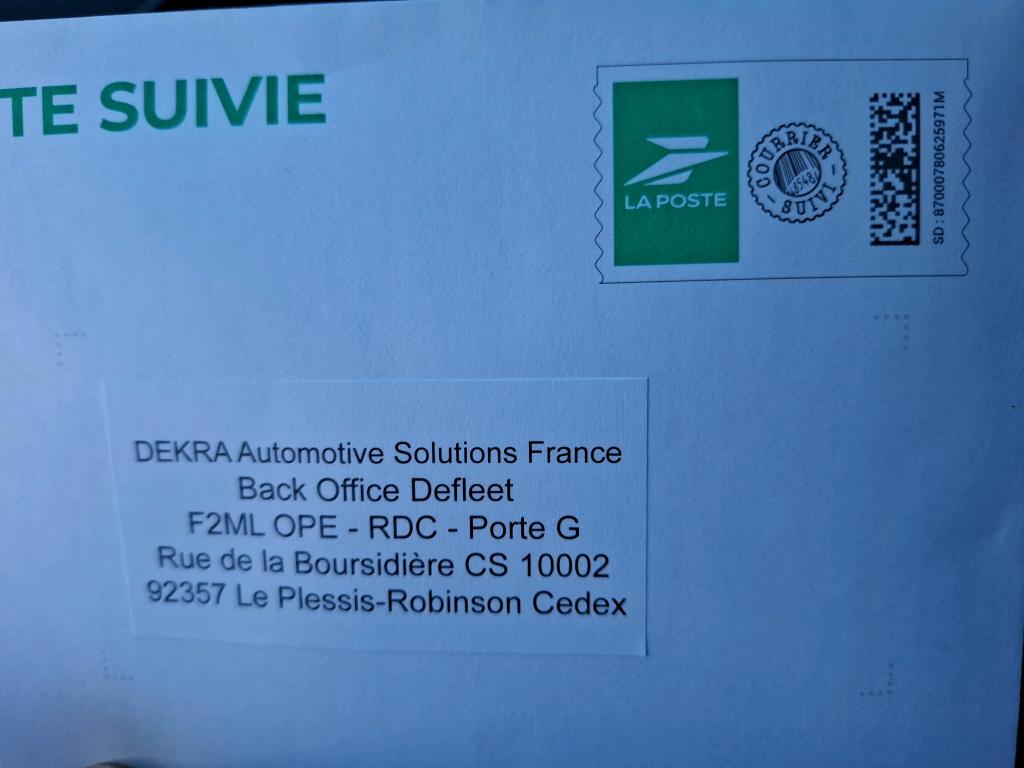 TE SUIVIE
LA POSTE
COURRIER
SUIVI
SD : 87000780625971M
DEKRA Automotive Solutions France
Back Office Defleet
F2ML OPE - RDC - Porte G
Rue de la Boursidière CS 10002
92357 Le Plessis-Robinson Cedex